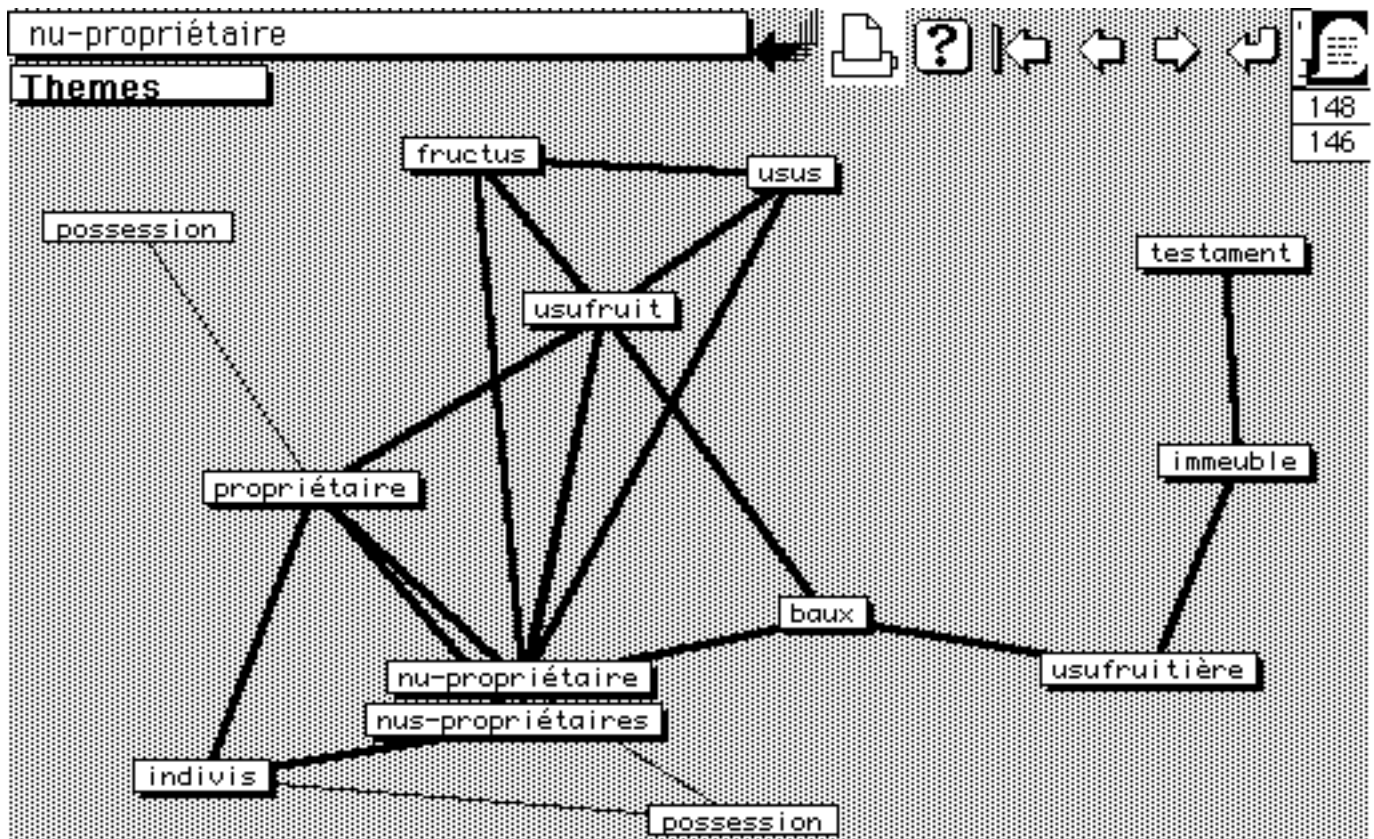 nu-propriétaire
?
Themes
148
146
fructus
usus
possession
testament
usufruit
immeuble
propriétaire
baux
usufruitière
nu-propriétaire
nus-propriétaires
indivis
possession